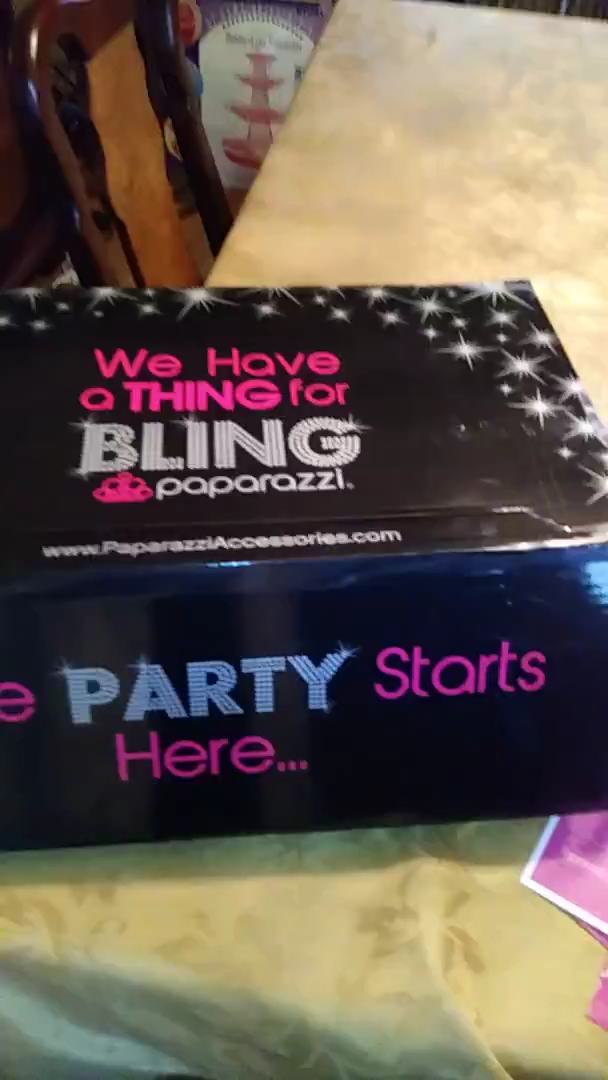 We Have
a THING for
BLING
paparazzi.
www.PaparazziAccessories.com
e PARTY Starts
Here...